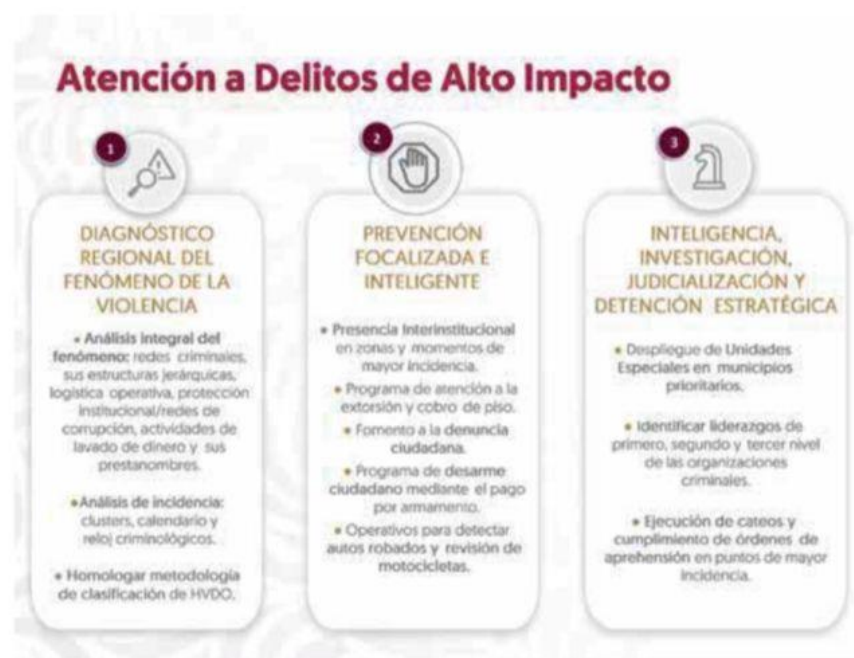 Atención a Delitos de Alto Impacto
1
DIAGNÓSTICO
REGIONAL DEL
FENÓMENO DE LA
VIOLENCIA
• Análisis integral del
fenómeno: redes criminales,
sus estructuras jerárquicas,
logística operativa, protección
institucional/redes de
corrupción, actividades de
lavado de dinero y sus
prestanombres.
• Análisis de incidencia:
clusters, calendario y
reloj criminológicos.
• Homologar metodología
de clasificación de HVDO.
2
PREVENCIÓN
FOCALIZADA E
INTELIGENTE
• Presencia Interinstitucional
en zonas y momentos de
mayor incidencia.
• Programa de atención a la
extorsión y cobro de piso.
• Fomento a la denuncia
ciudadana.
• Programa de desarme
ciudadano mediante el pago
por armamento.
• Operativos para detectar
autos robados y revisión de
motocicletas.
3
INTELIGENCIA,
INVESTIGACIÓN,
JUDICIALIZACIÓN Y
DETENCIÓN ESTRATÉGICA
• Despliegue de Unidades
Especiales en municipios
prioritarios.
• Identificar liderazgos de
primero, segundo y tercer nivel
de las organizaciones
criminales.
• Ejecución de cateos y
cumplimiento de órdenes de
aprehensión en puntos de mayor
incidencia.